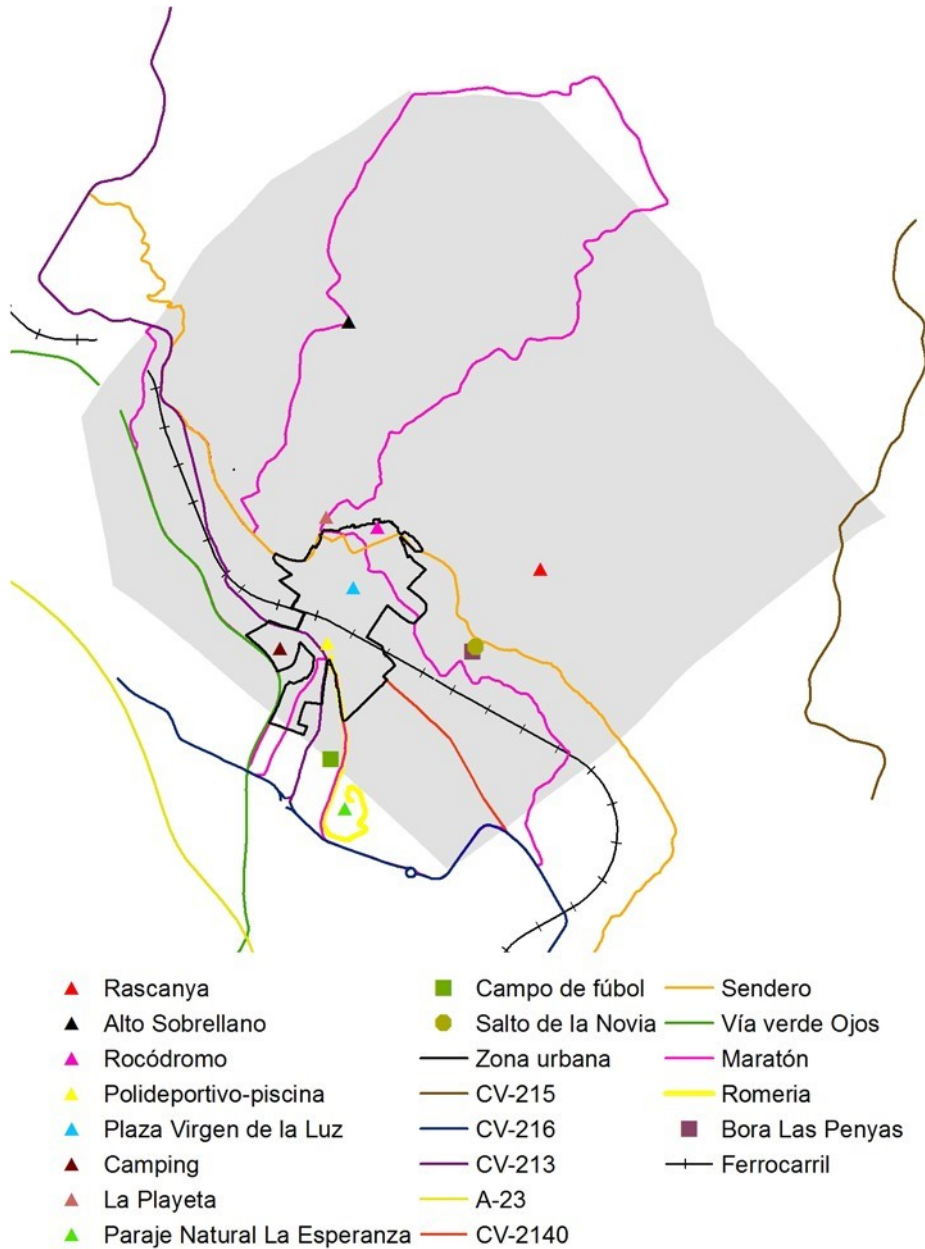 Rascanya
Alto Sobrellano
Rocódromo
Polideportivo-piscina
Plaza Virgen de la Luz
Camping
La Playeta
Paraje Natural La Esperanza
Campo de fúbol
Salto de la Novia
Zona urbana
CV-215
CV-216
CV-213
A-23
CV-2140
Sendero
Vía verde Ojos
Maratón
Romeria
Bora Las Penyas
Ferrocarril